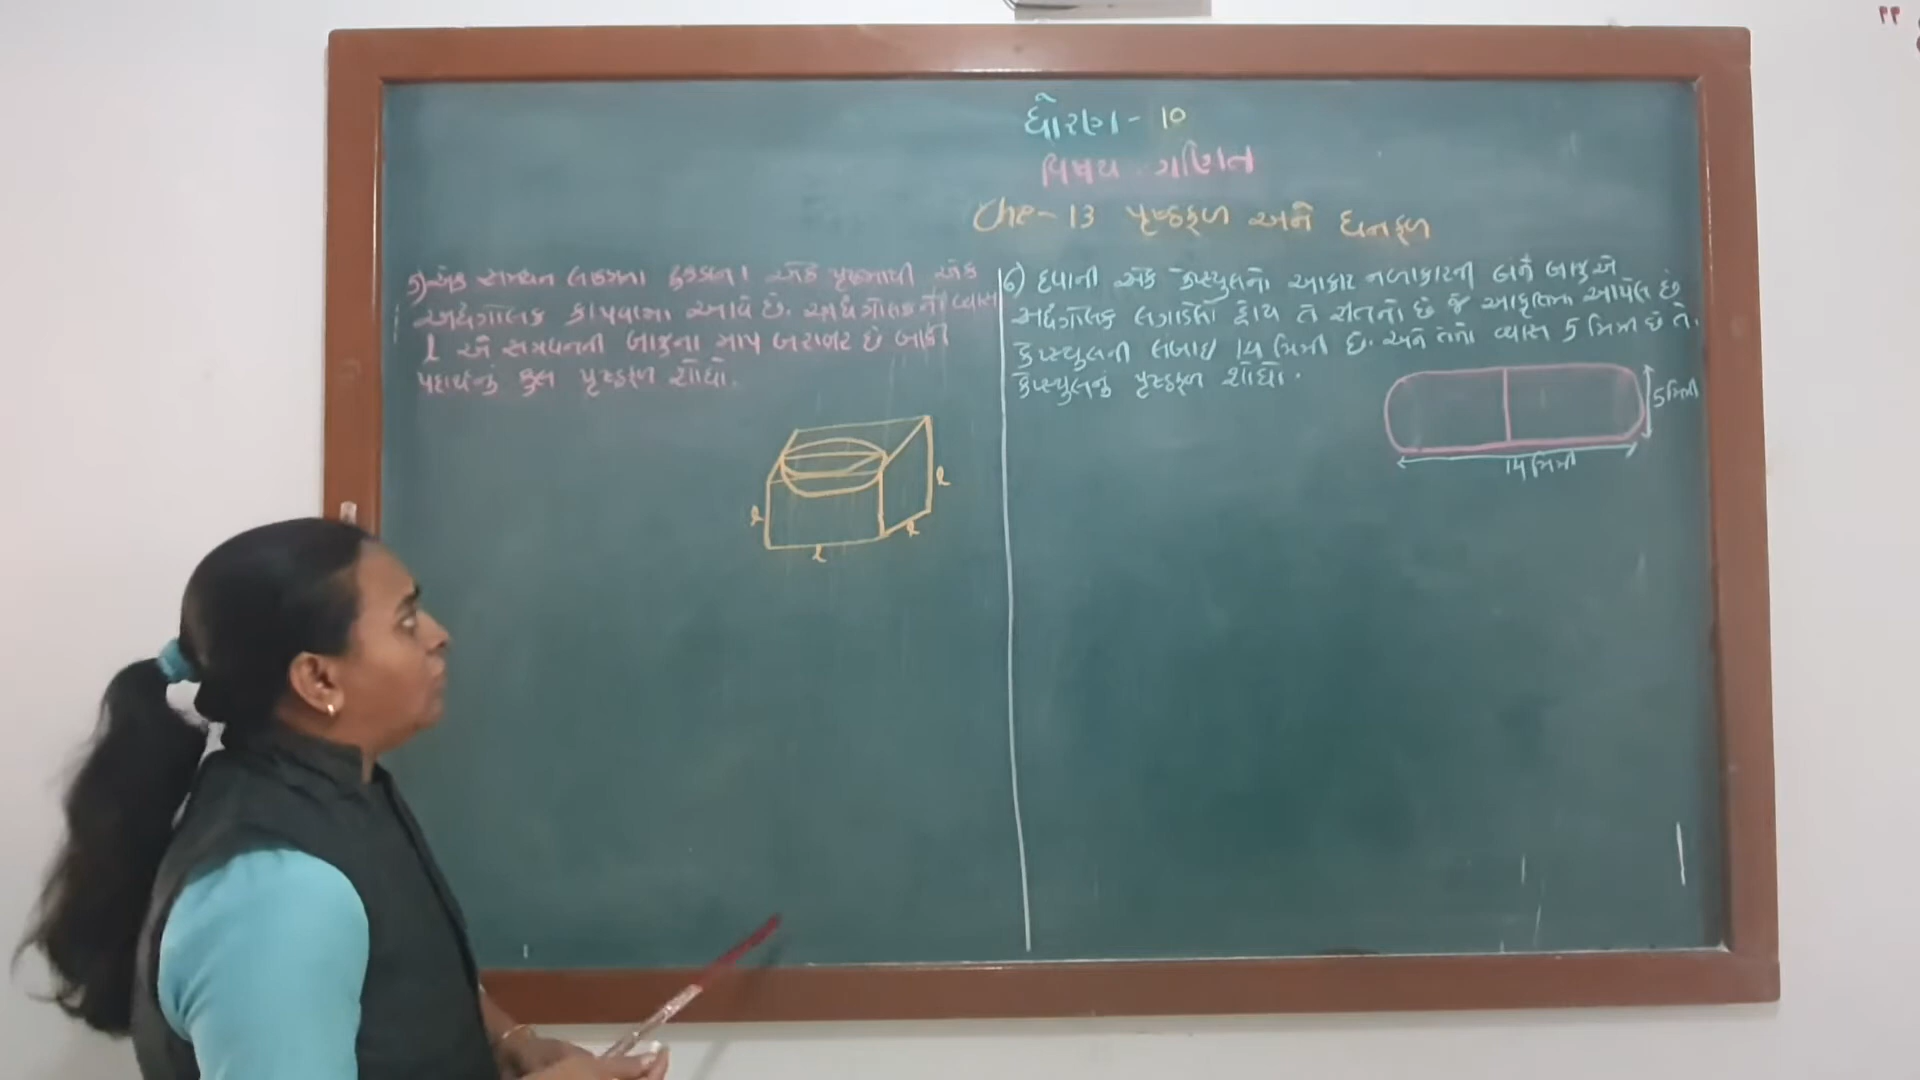 ધોરણ - 10
વિષય - ગણિત
Che - 13 પૃષ્ઠફળ અને ઘનફળ
5) એક સમઘન લાકડાના ટુકડાના એક પૃષ્ઠમાંથી એક
અર્ધગોલક કાપવામાં આવે છે. અર્ધગોલકનો વ્યાસ
l એ સમઘનની બાજુના માપ બરાબર છે બાકી
પદાર્થનું કુલ પૃષ્ઠફળ શોધો.
l
l
l
l
6) દવાની એક કેપ્સ્યુલનો આકાર નળાકારની બંને બાજુએ
અર્ધગોલક લગાડેલો હોય તે રીતનો છે જે આકૃતિમાં આપેલ છે
કેપ્સ્યુલની લંબાઇ 14 મિમી છે. અને તેનો વ્યાસ 5 મિમી છે તે.
કેપ્સ્યુલનું પૃષ્ઠફળ શોધો.
5 મિમી
14 મિમી